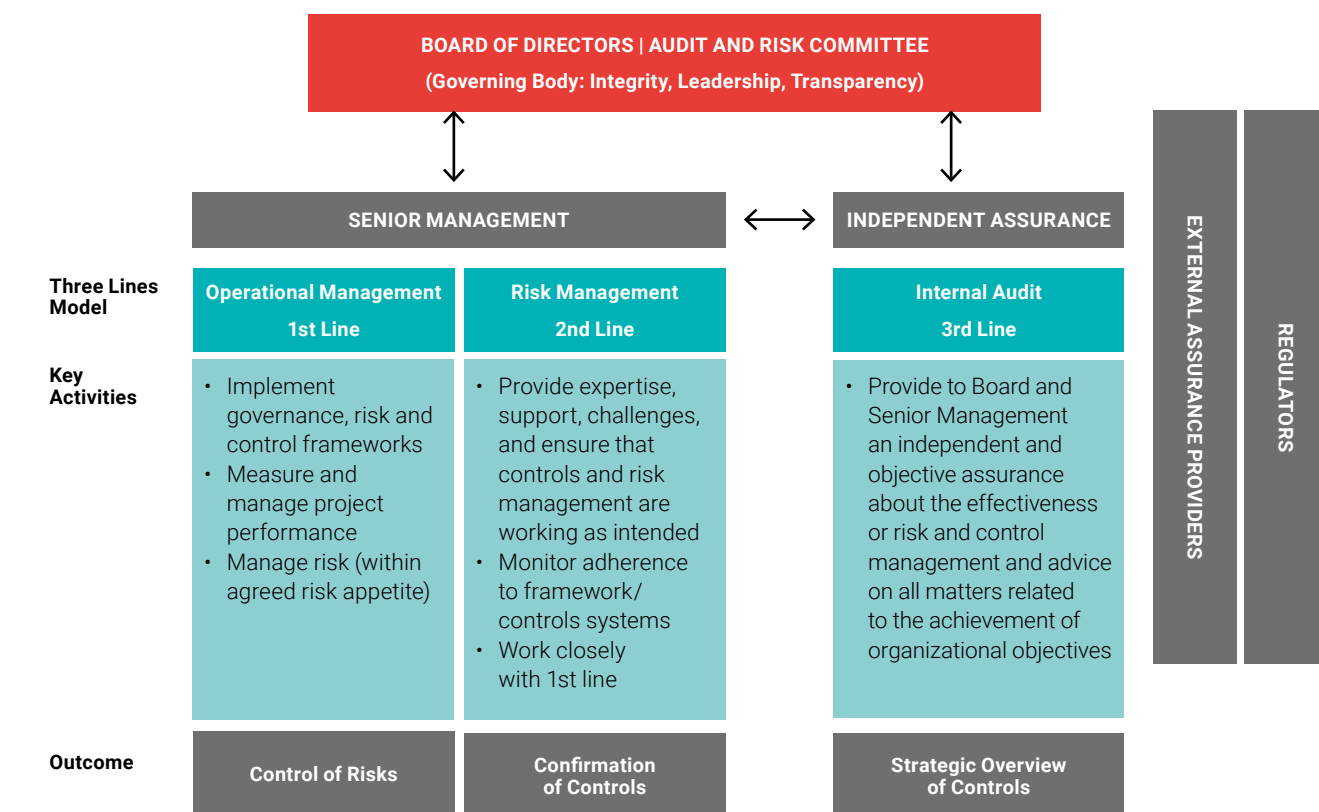 BOARD OF DIRECTORS | AUDIT AND RISK COMMITTEE
(Governing Body: Integrity, Leadership, Transparency)
SENIOR MANAGEMENT
INDEPENDENT ASSURANCE
Three Lines
Model
Operational Management
1st Line
Risk Management
2nd Line
Internal Audit
3rd Line
Key
Activities
• Implement
governance, risk and
control frameworks
• Measure and
manage project
performance
• Manage risk (within
agreed risk appetite)
• Provide expertise,
support, challenges,
and ensure that
controls and risk
management are
working as intended
• Monitor adherence
to framework/
controls systems
• Work closely
with 1st line
• Provide to Board and
Senior Management
an independent and
objective assurance
about the effectiveness
or risk and control
management and advice
on all matters related
to the achievement of
organizational objectives
Outcome
Control of Risks
Confirmation
of Controls
Strategic Overview
of Controls
EXTERNAL ASSURANCE PROVIDERS
REGULATORS